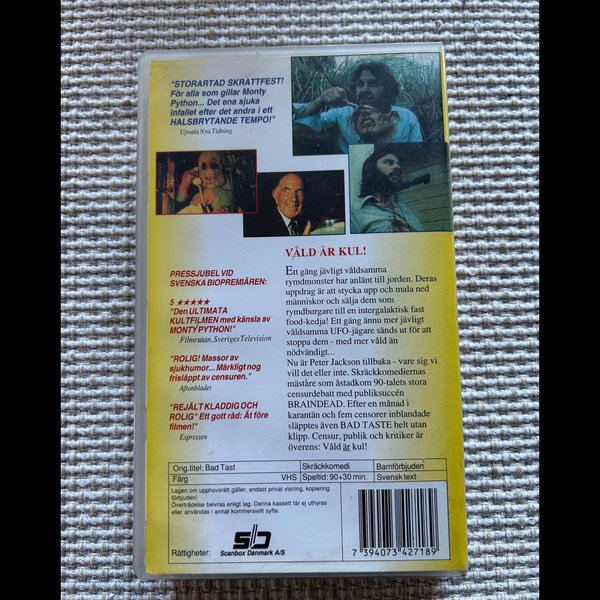 "STORARTAD SKRATTFEST!
För alla som gillar Monty
Python... Det ena sjuka
infallet efter det andra i ett
HALSBRYTANDE TEMPO!"
Upsala Nya Tidning
PRESSJUBEL VID
SVENSKA BIOPREMIÄREN:
5 ★★★★★
"Den ULTIMATA
KULTFILMEN med känsla av
MONTY PYTHON!"
Filmrutan, Sveriges Television
"ROLIG! Massor av
sjukhumor... Märkligt nog
frisläppt av censuren."
Aftonbladet
"REJÄLT KLADDIG OCH
ROLIG" Ett gott råd: Ät före
filmen!"
Expressen
VÅLD ÄR KUL!
Ett gäng jävligt våldsamma
rymdmonster har anlänt till jorden. Deras
uppdrag är att stycka upp och mala ned
människor och sälja dem som
rymdburgare till en intergalaktisk fast
food-kedja! Ett gäng ännu mer jävligt
våldsamma UFO-jägare sänds ut för att
stoppa dem - med mer våld än
nödvändigt...
Nu är Peter Jackson tillbaka - vare sig vi
vill det eller inte. Skräckkomediernas
mästare som åstadkom 90-talets stora
censurdebatt med publiksuccén
BRAINDEAD. Efter en månad i
karantän och fem censorer inblandade
släpptes även BAD TASTE helt utan
klipp. Censur, publik och kritiker är
överens: Våld är kul!
Orig.titel: Bad Tast Skräckkomedi Barnförbjuden
Färg VHS Speltid: 90+30 min. Svensk text
Lagen om upphovsrätt gäller, endast privat visning, kopiering
förbjuden!
Överträdelse beivras enligt lag. Denna kassett får ej uthyras
eller användas i annat kommersiellt syfte.
Rättigheter: Scanbox Danmark A/S
7 394073 427189